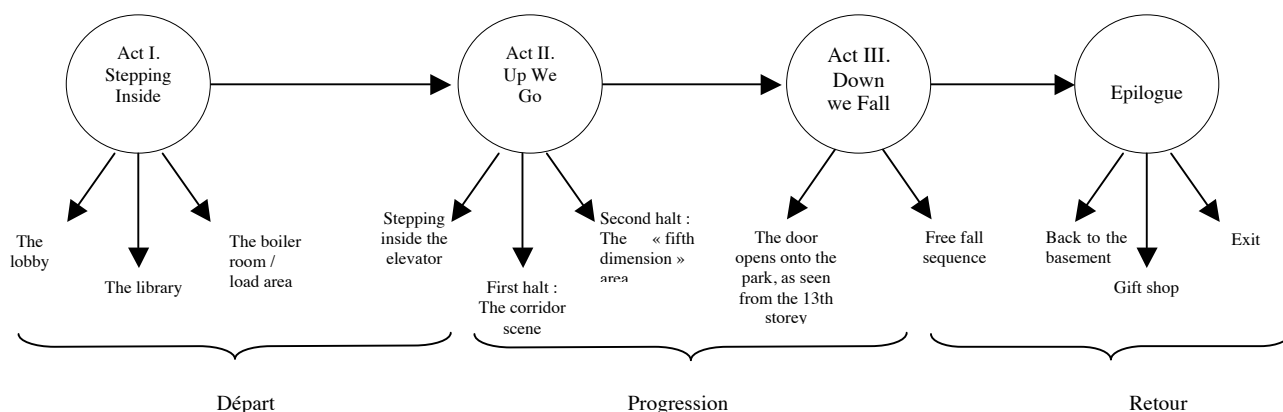 Act I.
Stepping
Inside
Act II.
Up We
Go
Act III.
Down
we Fall
Epilogue
The
lobby
The library
The boiler
room /
load area
Stepping
inside the
elevator
First halt :
The corridor
scene
Second halt :
The « fifth
dimension »
area
The door
opens onto the
park, as seen
from the 13th
storey
Free fall
sequence
Back to the
basement
Gift shop
Exit
Départ
Progression
Retour